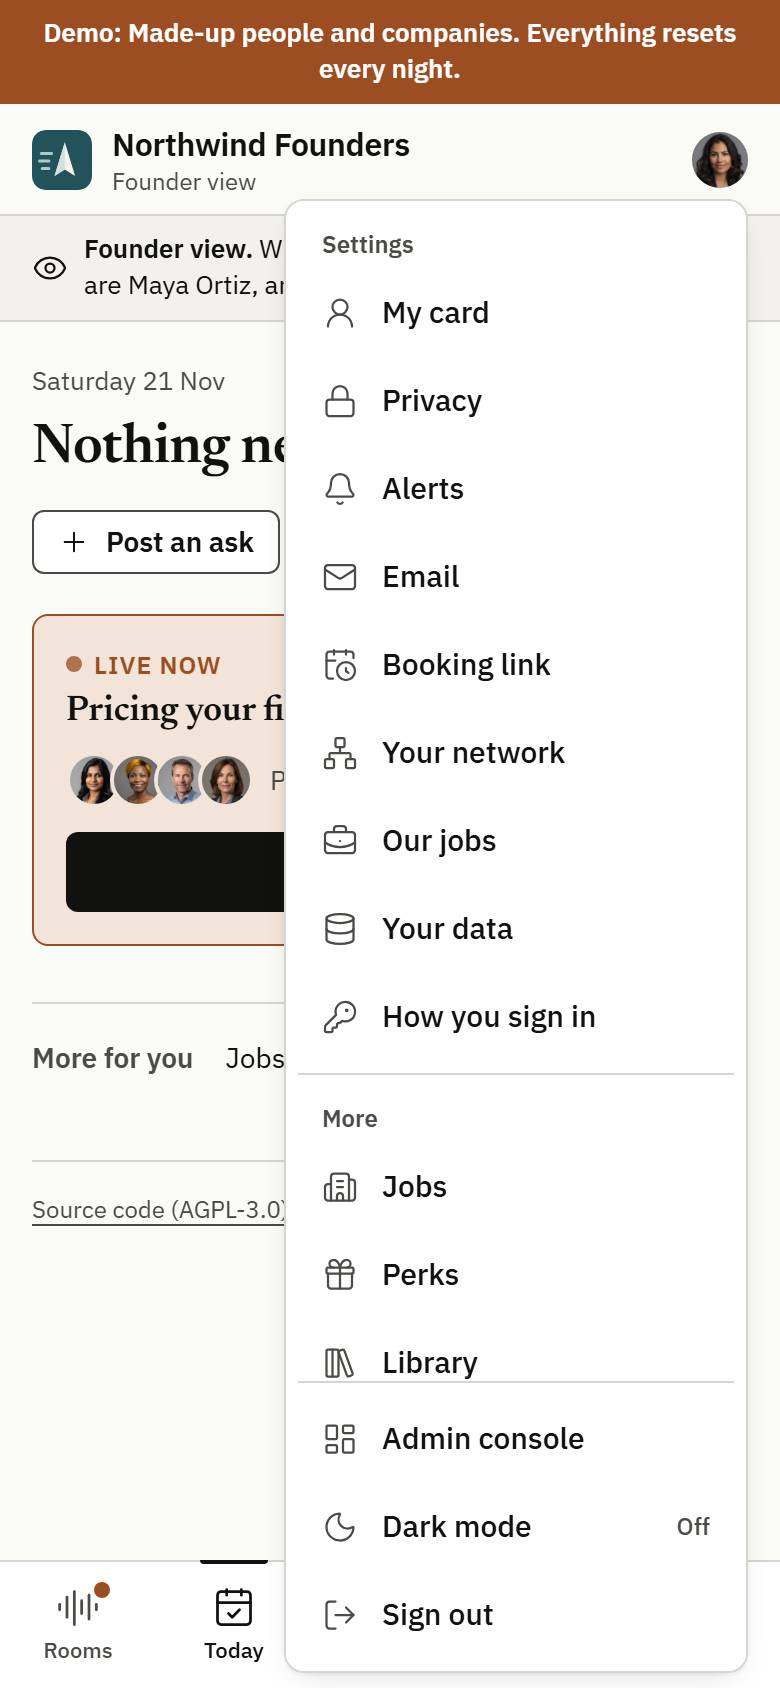 Demo: Made-up people and companies. Everything resets
every night.
Northwind Founders
Founder view
Founder view. W
are Maya Ortiz, ar
Saturday 21 Nov
Nothing ne
Post an ask
LIVE NOW
Pricing your fi
P
More for you Jobs
Source code (AGPL-3.0)
Settings
My card
Privacy
Alerts
Email
Booking link
Your network
Our jobs
Your data
How you sign in
More
Jobs
Perks
Library
Admin console
Dark mode Off
Sign out
Rooms
Today